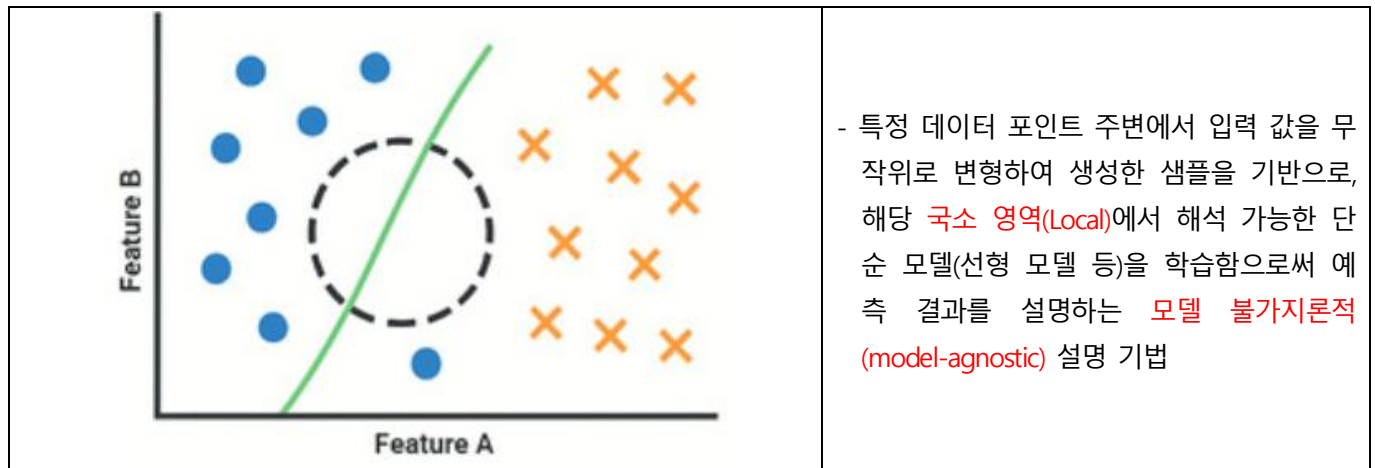 Feature B
Feature A
- 특정 데이터 포인트 주변에서 입력 값을 무
작위로 변형하여 생성한 샘플을 기반으로,
해당 국소 영역(Local)에서 해석 가능한 단
순 모델(선형 모델 등)을 학습함으로써 예
측 결과를 설명하는 모델 불가지론적
(model-agnostic) 설명 기법